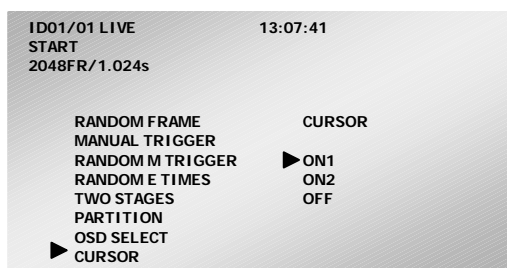 ID01/01 LIVE 13:07:41
START
2048FR/1.024s
RANDOM FRAME CURSOR
MANUAL TRIGGER
RANDOM M TRIGGER ON1
RANDOM E TIMES ON2
TWO STAGES OFF
PARTITION
OSD SELECT
CURSOR